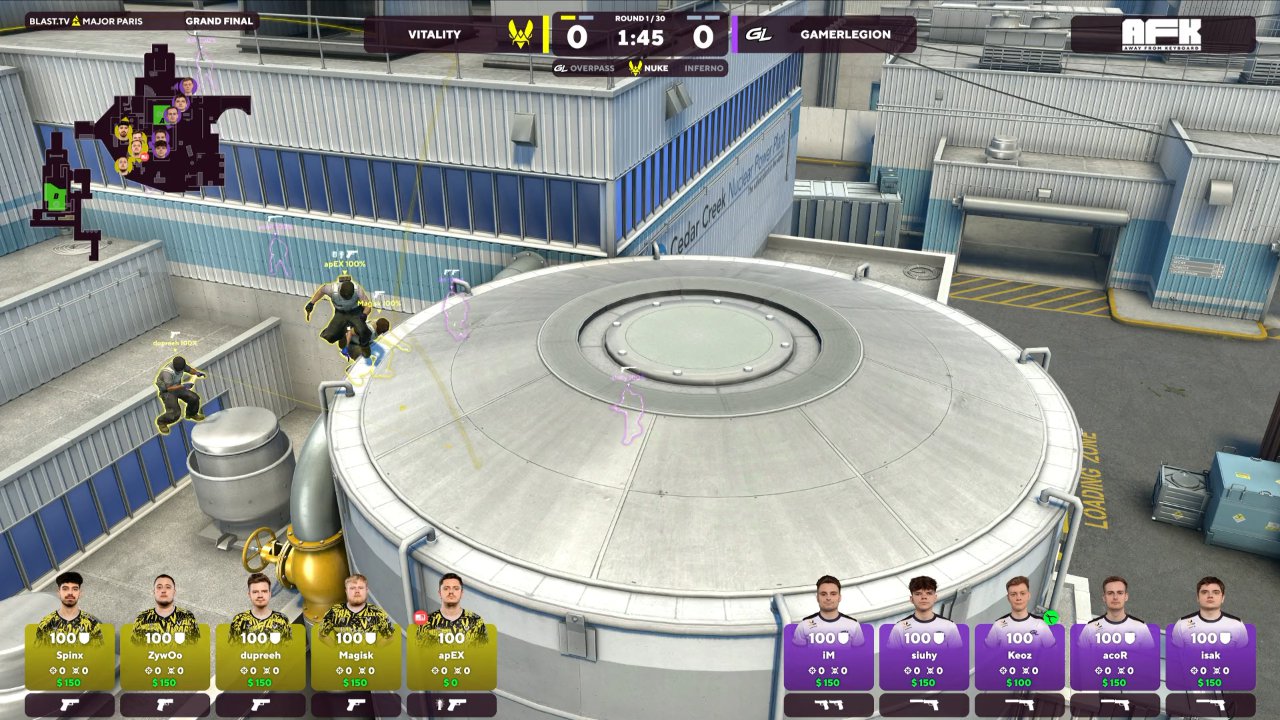 BLAST.TV MAJOR PARIS
GRAND FINAL
VITALITY
0
ROUND 1 / 30
1:45
0
GL
GAMERLEGION
AFK
AWAY FROM KEYBOARD
GL OVERPASS
NUKE
INFERNO
Cedar Creek Nuclear Power Plant
apEX 100%
Magisk 100%
dupreeh 100%
LOADING ZONE
100
Spinx
0 0
$150
100
ZywOo
0 0
$150
100
dupreeh
0 0
$150
100
Magisk
0 0
$150
100
apEX
0 0
$0
100
iM
0 0
$150
100
siuhy
0 0
$150
100
Keoz
0 0
$100
100
acoR
0 0
$150
100
isak
0 0
$150